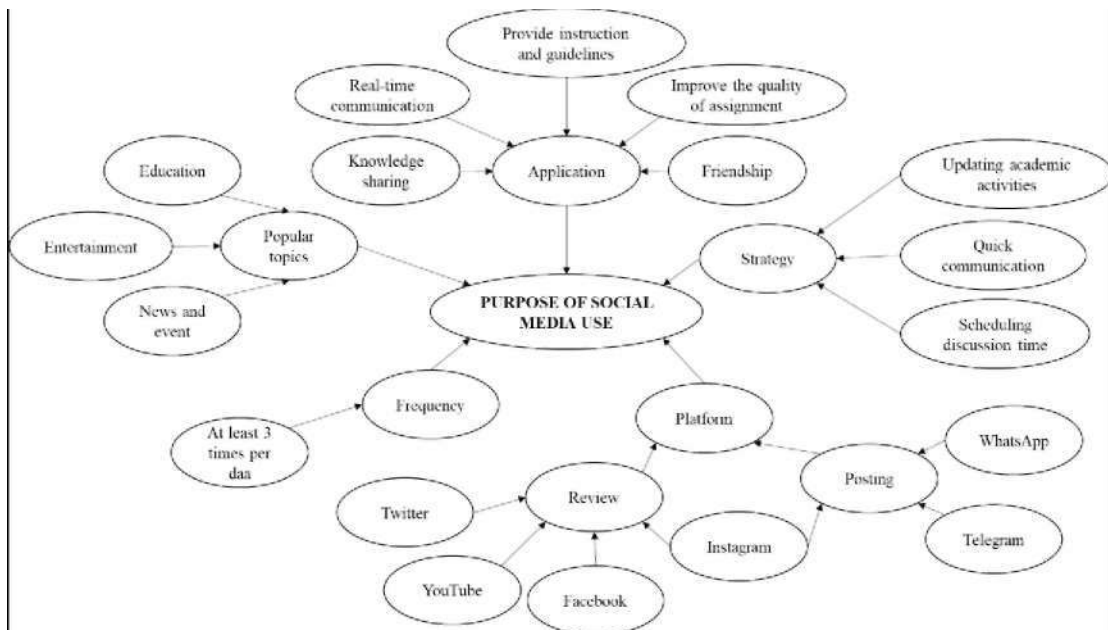 Provide instruction
and guidelines
Real-time
communication
Improve the quality
of assignment
Knowledge
sharing
Application
Friendship
Education
Entertainment
Popular
topics
News and
event
Updating academic
activities
Strategy
Quick
communication
Scheduling
discussion time
PURPOSE OF SOCIAL
MEDIA USE
Frequency
At least 3
times per
daa
Platform
WhatsApp
Posting
Telegram
Review
Twitter
Instagram
YouTube
Facebook